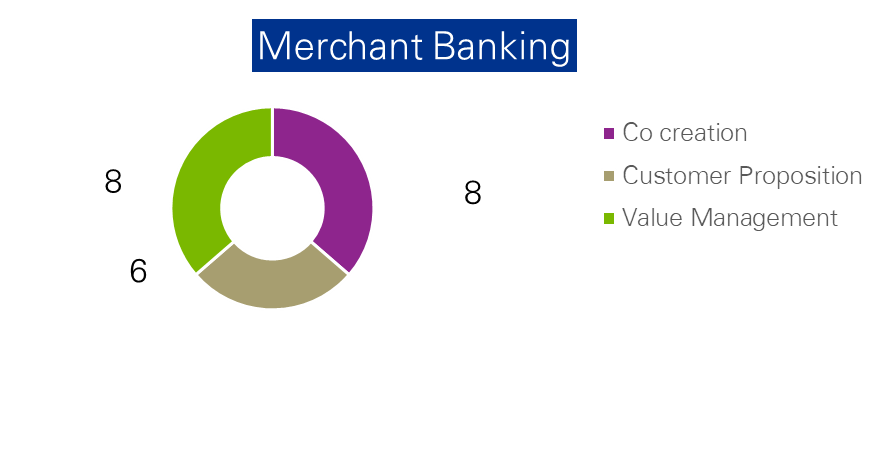 Merchant Banking
Co creation
8
8
Customer Proposition
Value Management
6